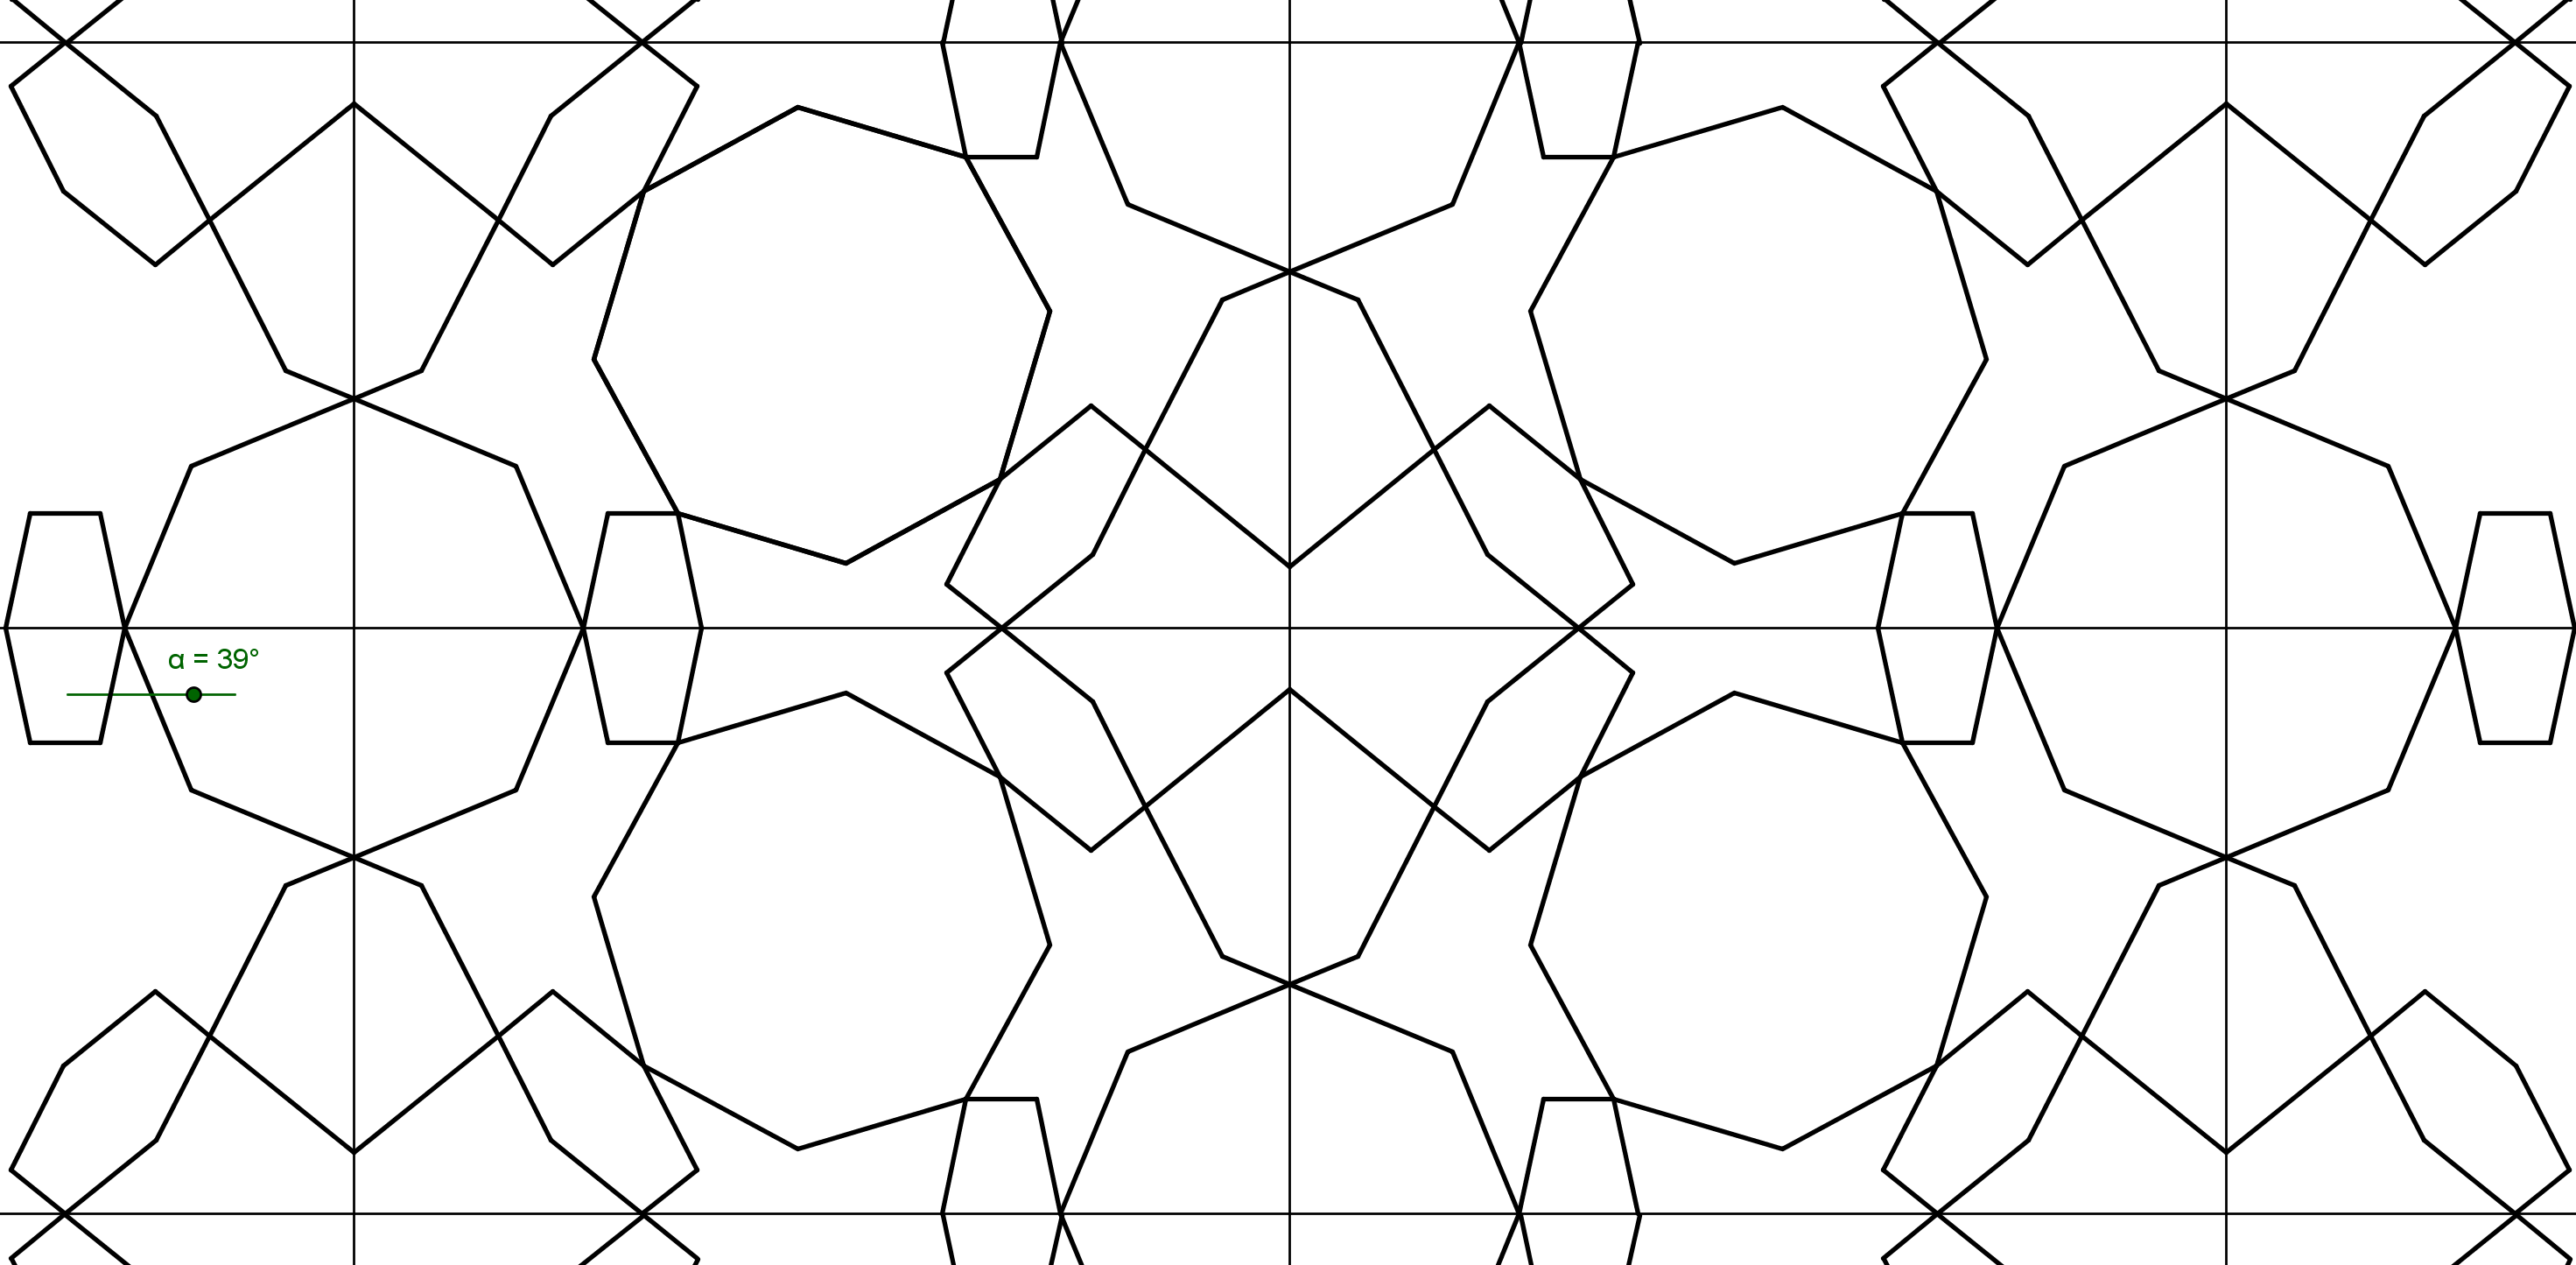 α = 39°